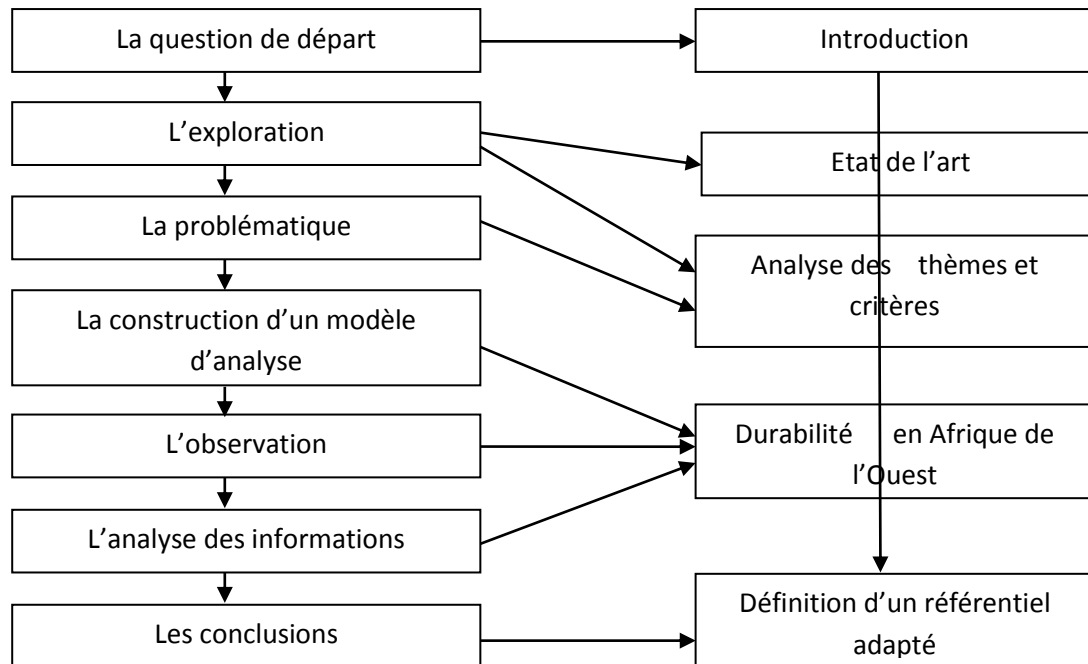 La question de départ
Introduction
L’exploration
Etat de l’art
La problématique
Analyse des thèmes et
critères
La construction d’un modèle
d’analyse
L’observation
Durabilité en Afrique de
l’Ouest
L’analyse des informations
Les conclusions
Définition d’un référentiel
adapté